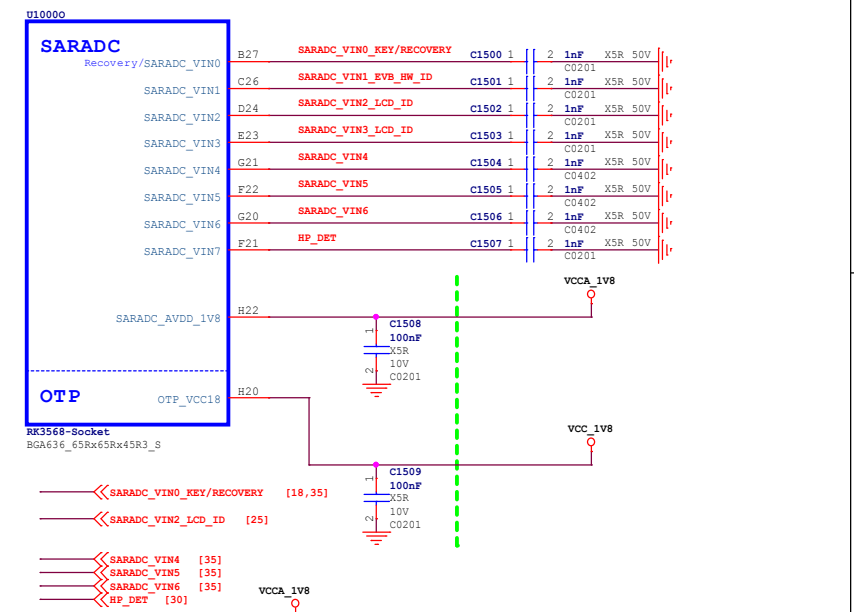 U1000O
SARADC
Recovery/SARADC_VIN0 B27 SARADC_VIN0_KEY/RECOVERY C1500 1 2 1nF X5R 50V
C0201
SARADC_VIN1 C26 SARADC_VIN1_EVB_HW_ID C1501 1 2 1nF X5R 50V
C0201
SARADC_VIN2 D24 SARADC_VIN2_LCD_ID C1502 1 2 1nF X5R 50V
C0201
SARADC_VIN3 E23 SARADC_VIN3_LCD_ID C1503 1 2 1nF X5R 50V
C0201
SARADC_VIN4 G21 SARADC_VIN4 C1504 1 2 1nF X5R 50V
C0402
SARADC_VIN5 F22 SARADC_VIN5 C1505 1 2 1nF X5R 50V
C0402
SARADC_VIN6 G20 SARADC_VIN6 C1506 1 2 1nF X5R 50V
C0402
SARADC_VIN7 F21 HP_DET C1507 1 2 1nF X5R 50V
C0201
VCCA_1V8
SARADC_AVDD_1V8 H22
1 C1508
100nF
X5R
10V
2 C0201
OTP OTP_VCC18 H20
VCC_1V8
RK3568-Socket
BGA636_65Rx65Rx45R3_S
1 C1509
100nF
X5R
10V
2 C0201
SARADC_VIN0_KEY/RECOVERY [18,35]
SARADC_VIN2_LCD_ID [25]
SARADC_VIN4 [35]
SARADC_VIN5 [35]
SARADC_VIN6 [35]
HP_DET [30]
VCCA_1V8